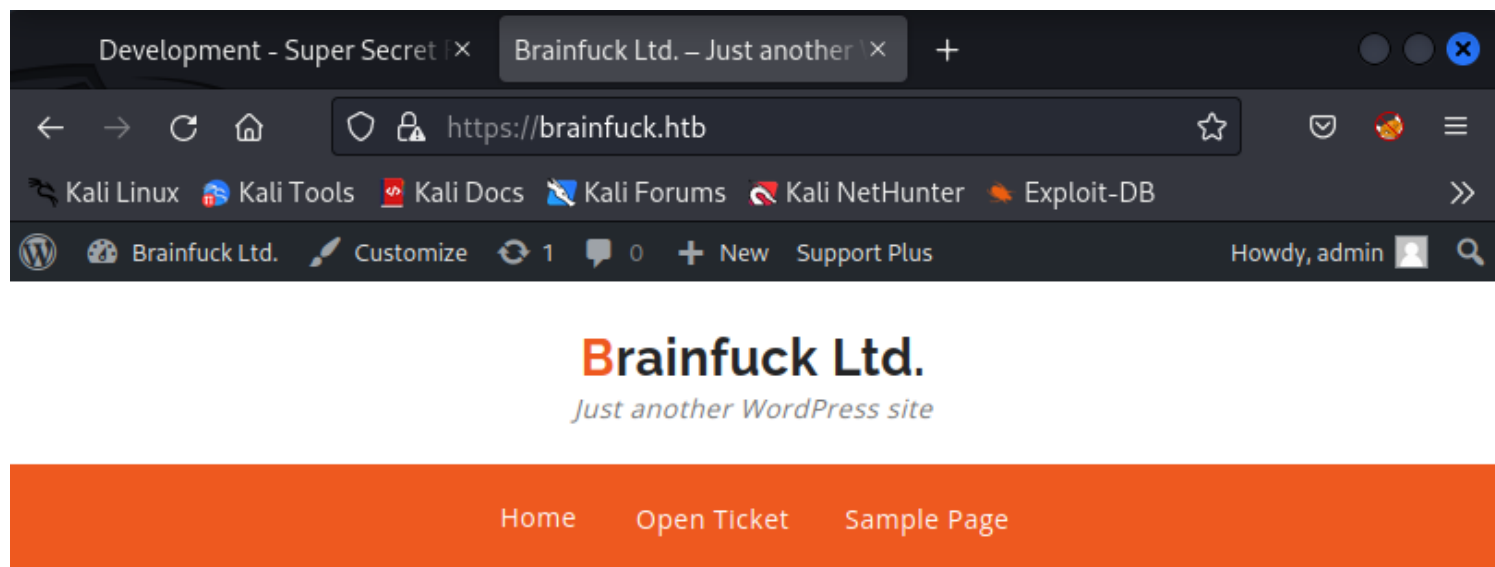 Development - Super Secret Brainfuck Ltd. – Just another
https://brainfuck.htb
Kali Linux Kali Tools Kali Docs Kali Forums Kali NetHunter Exploit-DB
Brainfuck Ltd. Customize 1 0 New Support Plus Howdy, admin
Brainfuck Ltd.
Just another WordPress site
Home Open Ticket Sample Page